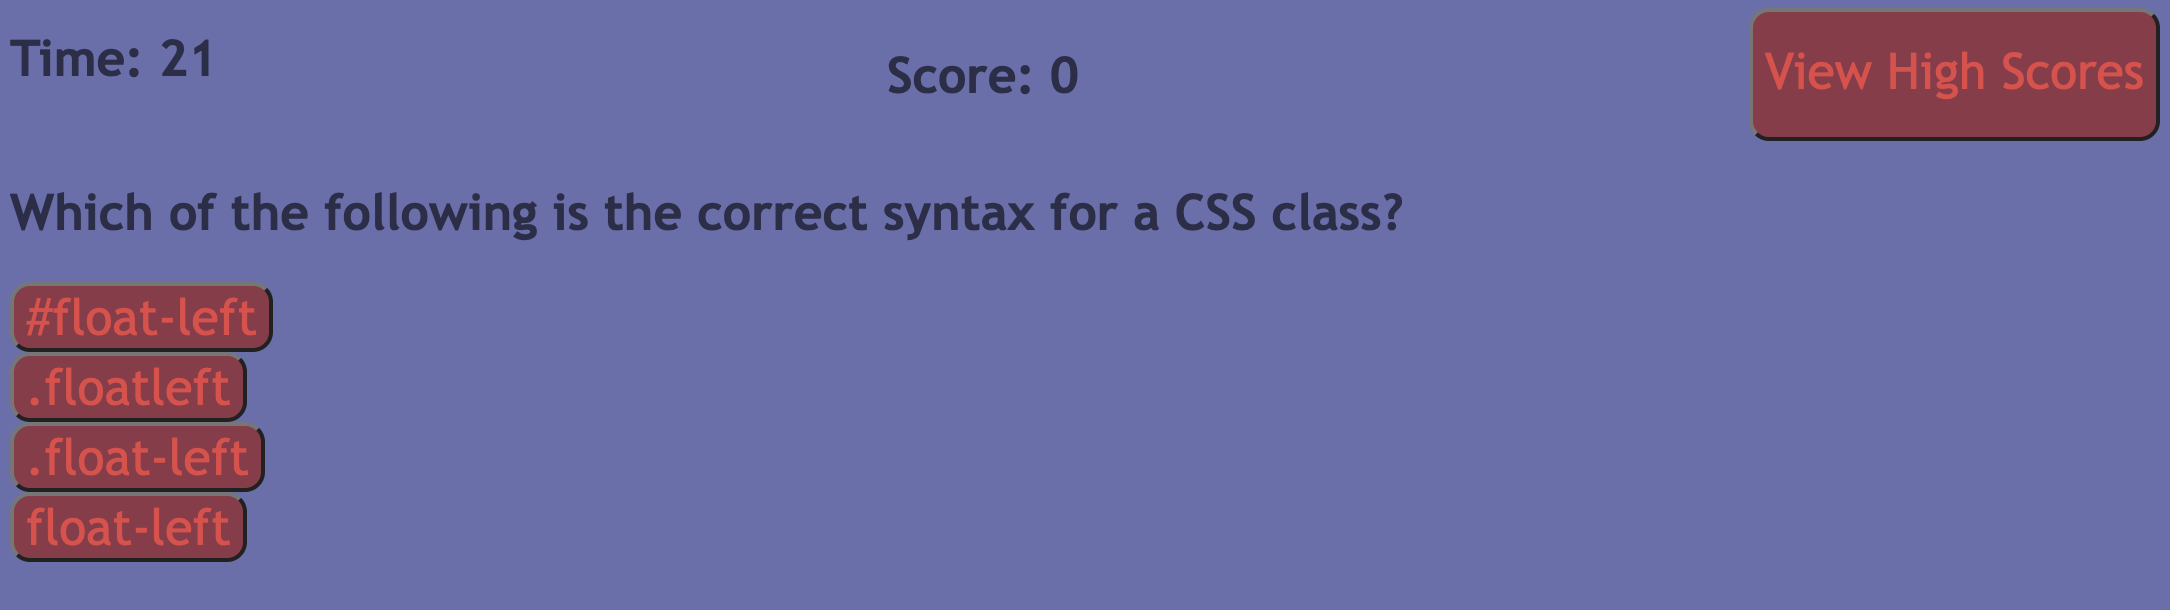 Time: 21
Score: 0
View High Scores
Which of the following is the correct syntax for a CSS class?
#float-left
.floatleft
.float-left
float-left